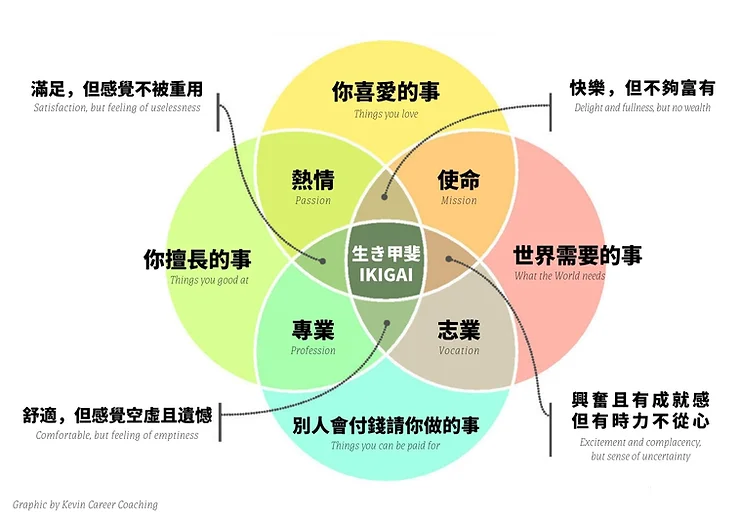 你喜愛的事
Things you love
滿足，但感覺不被重用
Satisfaction, but feeling of uselessness
快樂，但不夠富有
Delight and fullness, but no wealth
熱情
Passion
使命
Mission
你擅長的事
Things you good at
生き甲斐
IKIGAI
世界需要的事
What the World needs
專業
Profession
志業
Vocation
舒適，但感覺空虛且遺憾
Comfortable, but feeling of emptiness
別人會付錢請你做的事
Things you can be paid for
興奮且有成就感
但有時力不從心
Excitement and complacency,
but sense of uncertainty
Graphic by Kevin Career Coaching